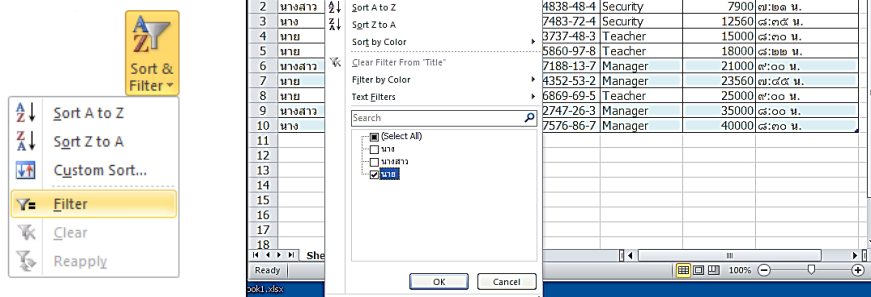 Sort &
Filter
Sort A to Z
Sort Z to A
Custom Sort...
Filter
Clear
Reapply
2 นางสาว
3 นาง
4 นาย
5 นาย
6 นางสาว
7 นาย
8 นาย
9 นางสาว
10 นาง
11
12
13
14
15
16
17
18
Sort A to Z
Sort Z to A
Sort by Color
Clear Filter From "Title"
Filter by Color
Text Filters
Search
(Select All)
นาง
นางสาว
นาย
OK Cancel
4838-48-4 Security 7900 ๗:๒๑ น.
7483-72-4 Security 12560 ๘:๓๕ น.
3737-48-3 Teacher 15000 ๘:๓๐ น.
5860-97-8 Teacher 18000 ๘:๒๒ น.
7188-13-7 Manager 21000 ๙:๐๐ น.
4352-53-2 Manager 23560 ๗:๔๕ น.
6869-69-5 Teacher 25000 ๙:๐๐ น.
2747-26-3 Manager 35000 ๘:๐๐ น.
7576-86-7 Manager 40000 ๘:๓๐ น.
She
Ready
100%
ook1.xlsx